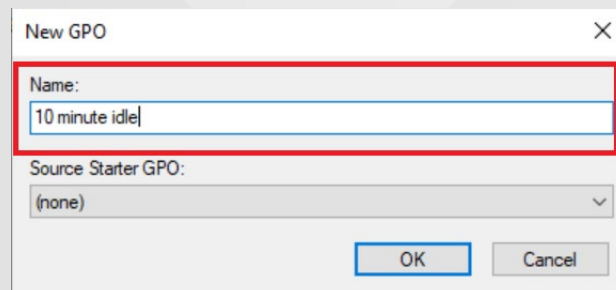 New GPO
Name:
10 minute idle
Source Starter GPO:
(none)
OK Cancel